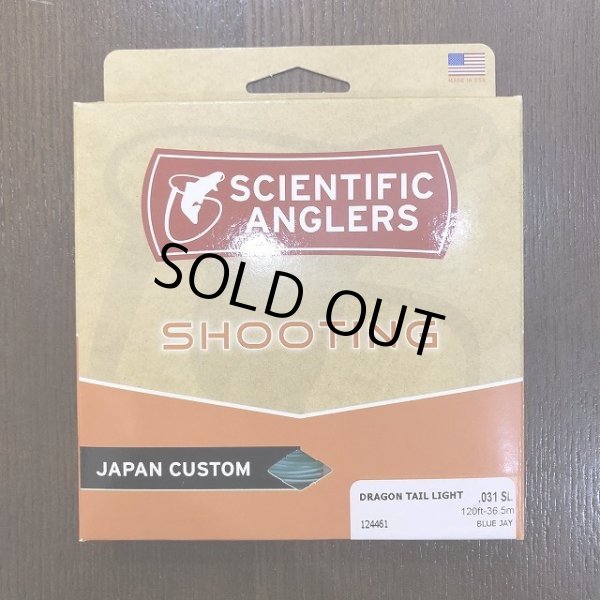 MADE IN USA
SCIENTIFIC
ANGLERS
SOLD OUT
SHOOTING
JAPAN CUSTOM
DRAGON TAIL LIGHT .031 SL.
120ft-36.5m
124461 BLUE JAY